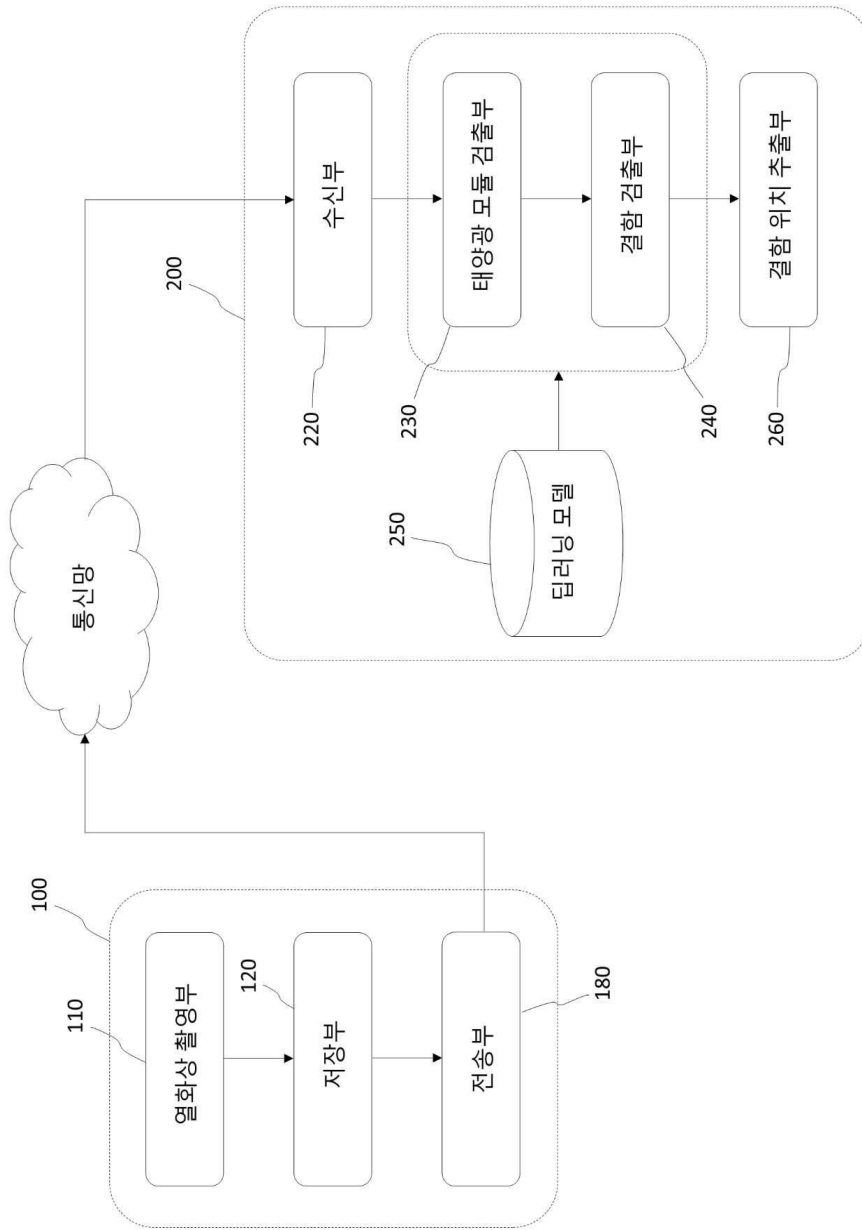 100
110
열화상 촬영부
120
저장부
전송부
180
통신망
200
수신부
220
태양광 모듈 검출부
230
결함 검출부
240
250
딥러닝 모델
결함 위치 추출부
260